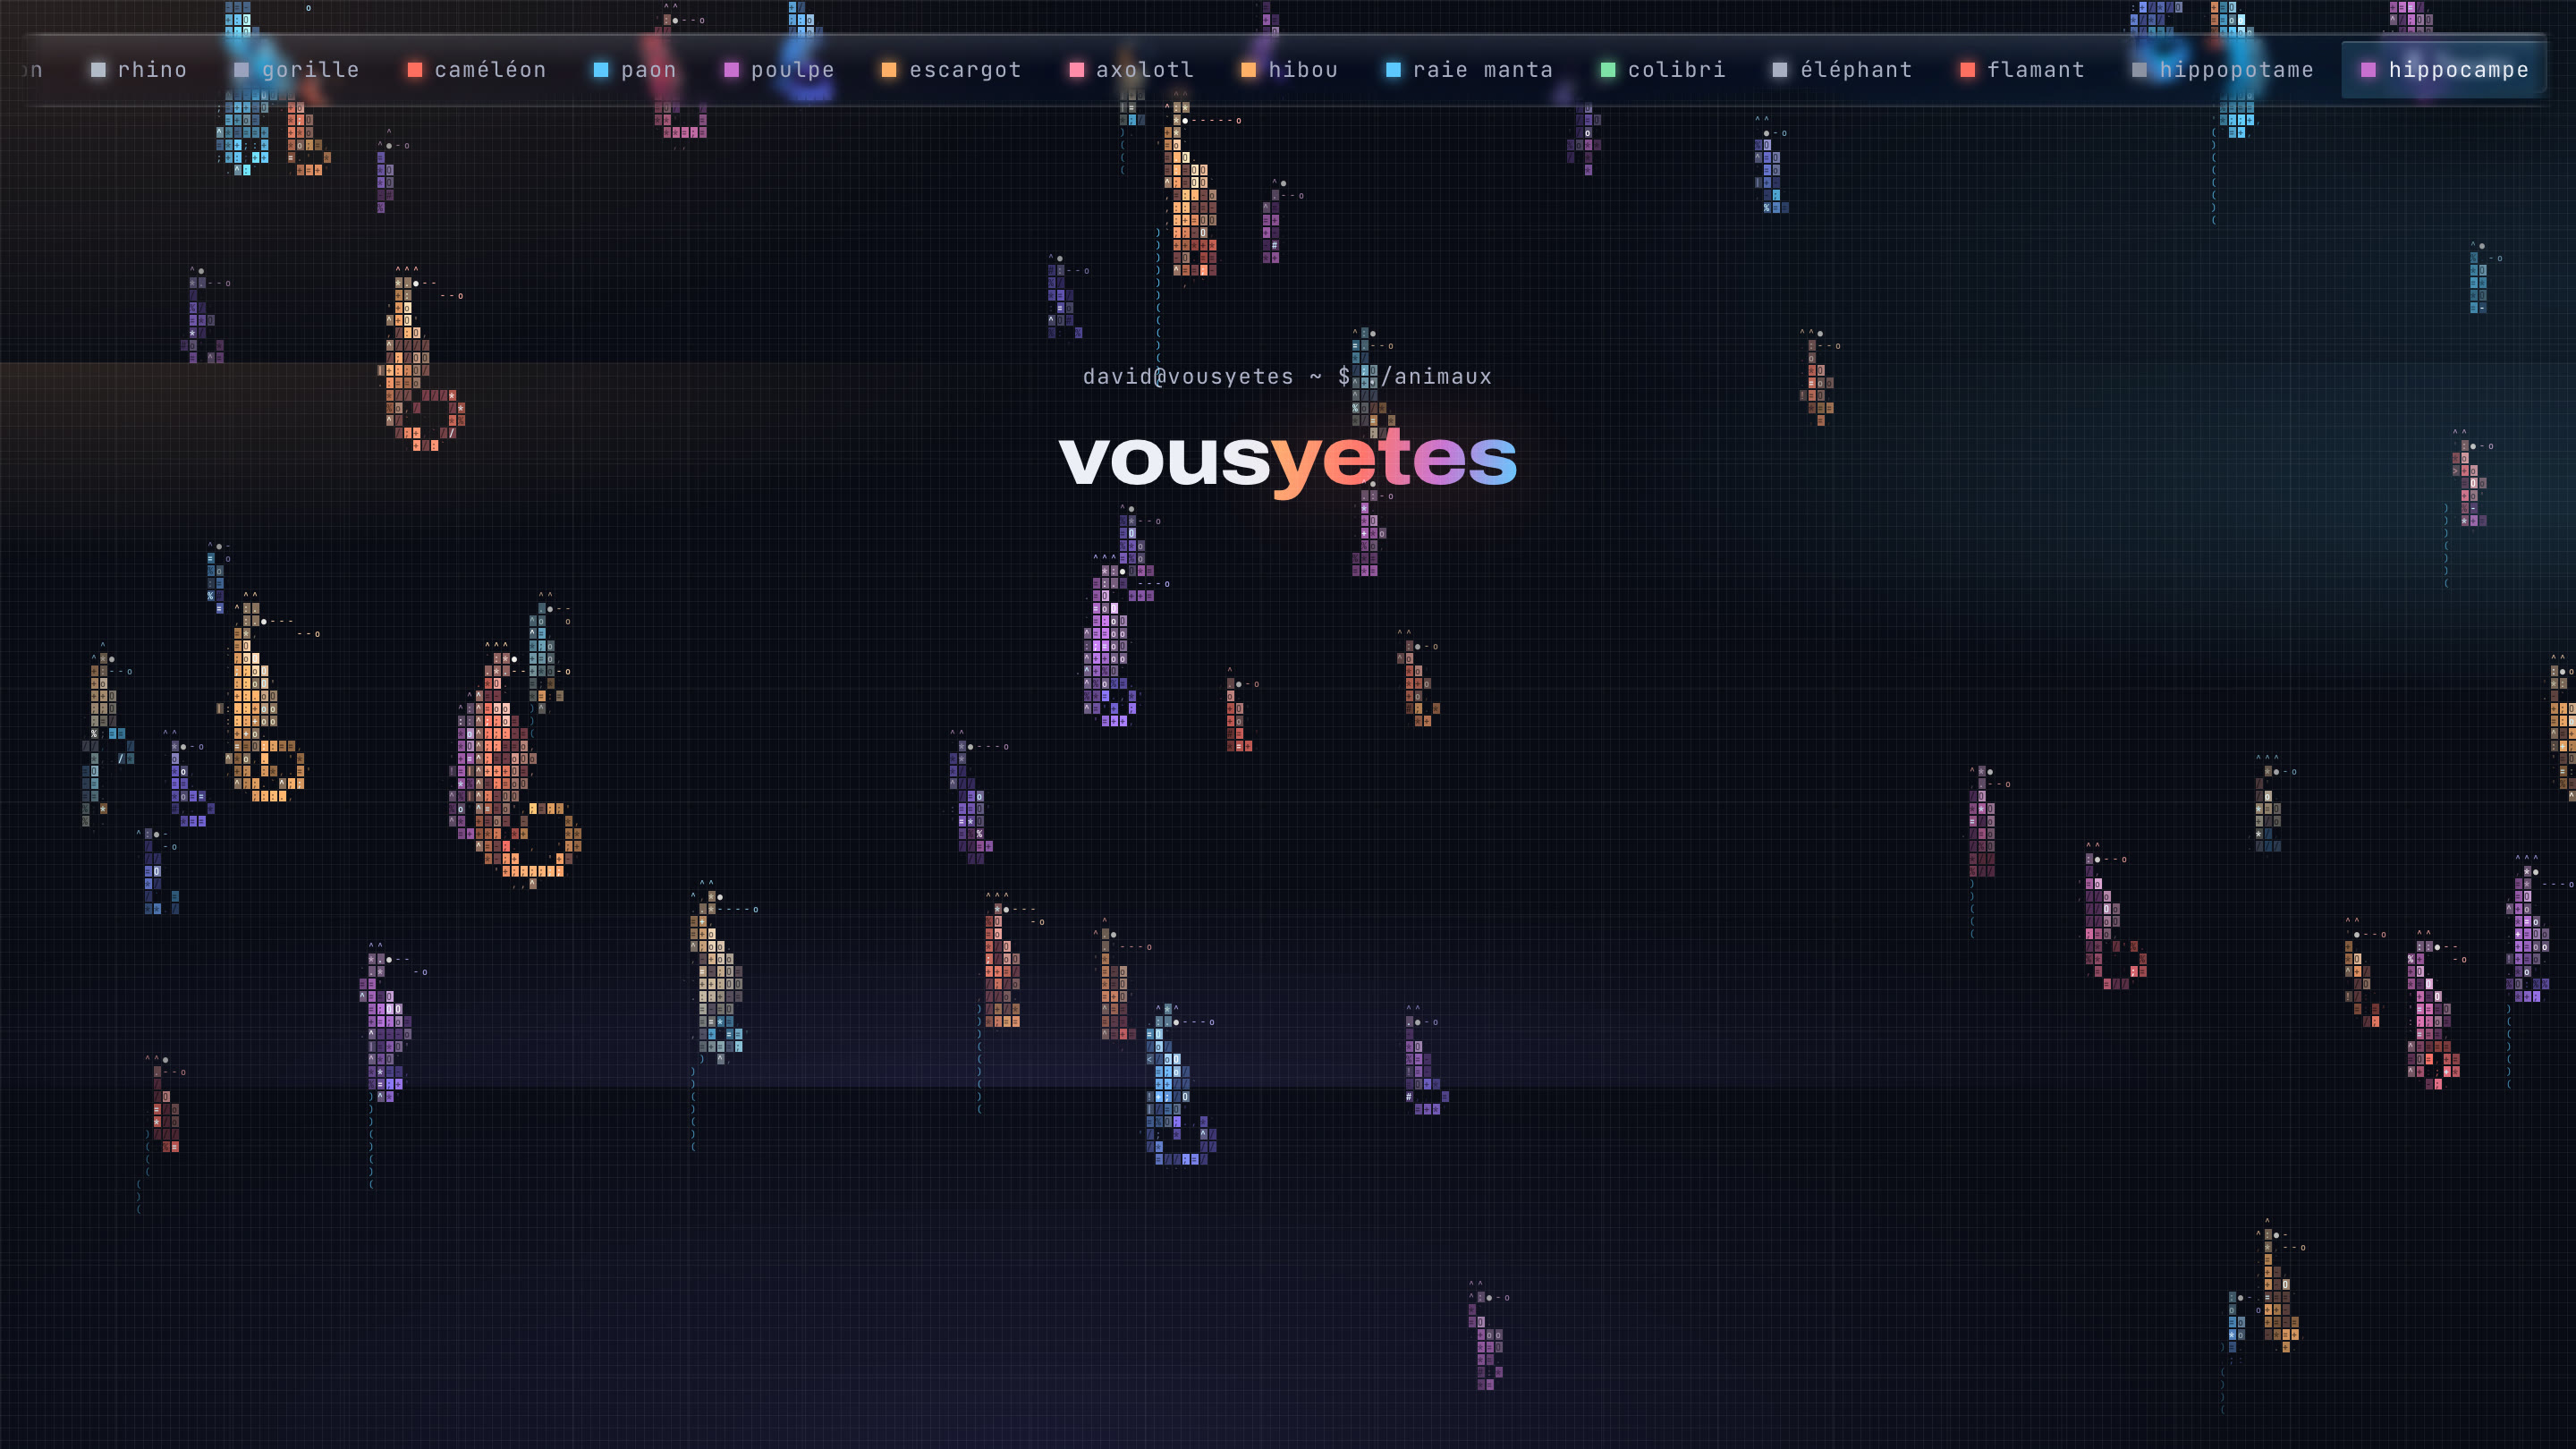 rhino gorille caméléon paon poulpe escargot axolotl hibou raie manta colibri éléphant flamant hippopotame hippocampe
david@vousyetes ~ $ /animaux
vousyetes